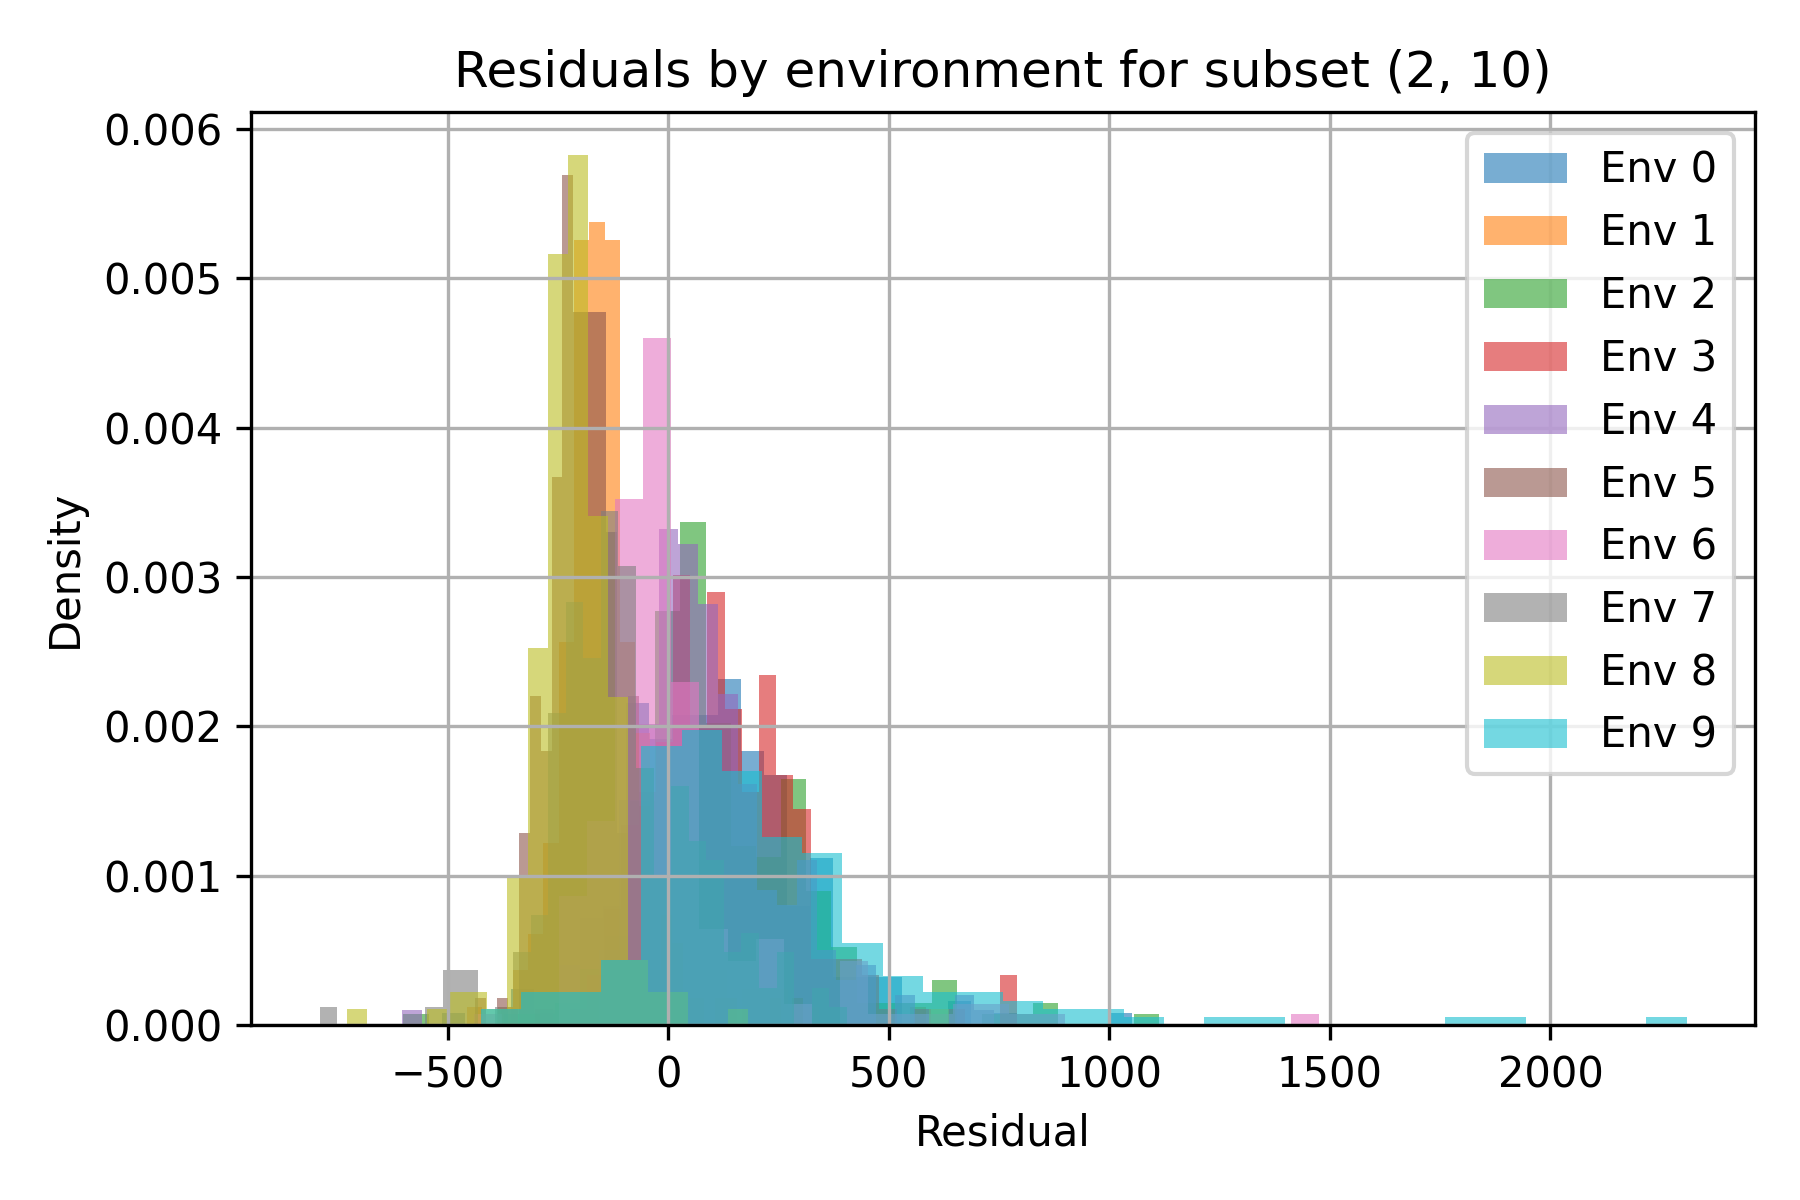 Residuals by environment for subset (2, 10)
0.006
0.005
0.004
0.003
0.002
0.001
0.000
Density
−500
0
500
1000
1500
2000
Residual
Env 0
Env 1
Env 2
Env 3
Env 4
Env 5
Env 6
Env 7
Env 8
Env 9